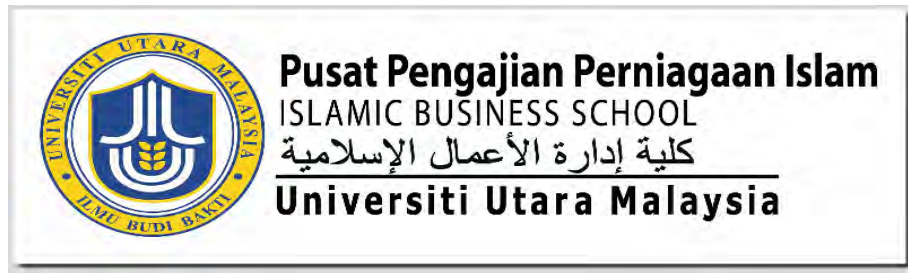 UNIVERSITI UTARA MALAYSIA
ILMU BUDI BAKTI
Pusat Pengajian Perniagaan Islam
ISLAMIC BUSINESS SCHOOL
كلية إدارة الأعمال الإسلامية
Universiti Utara Malaysia